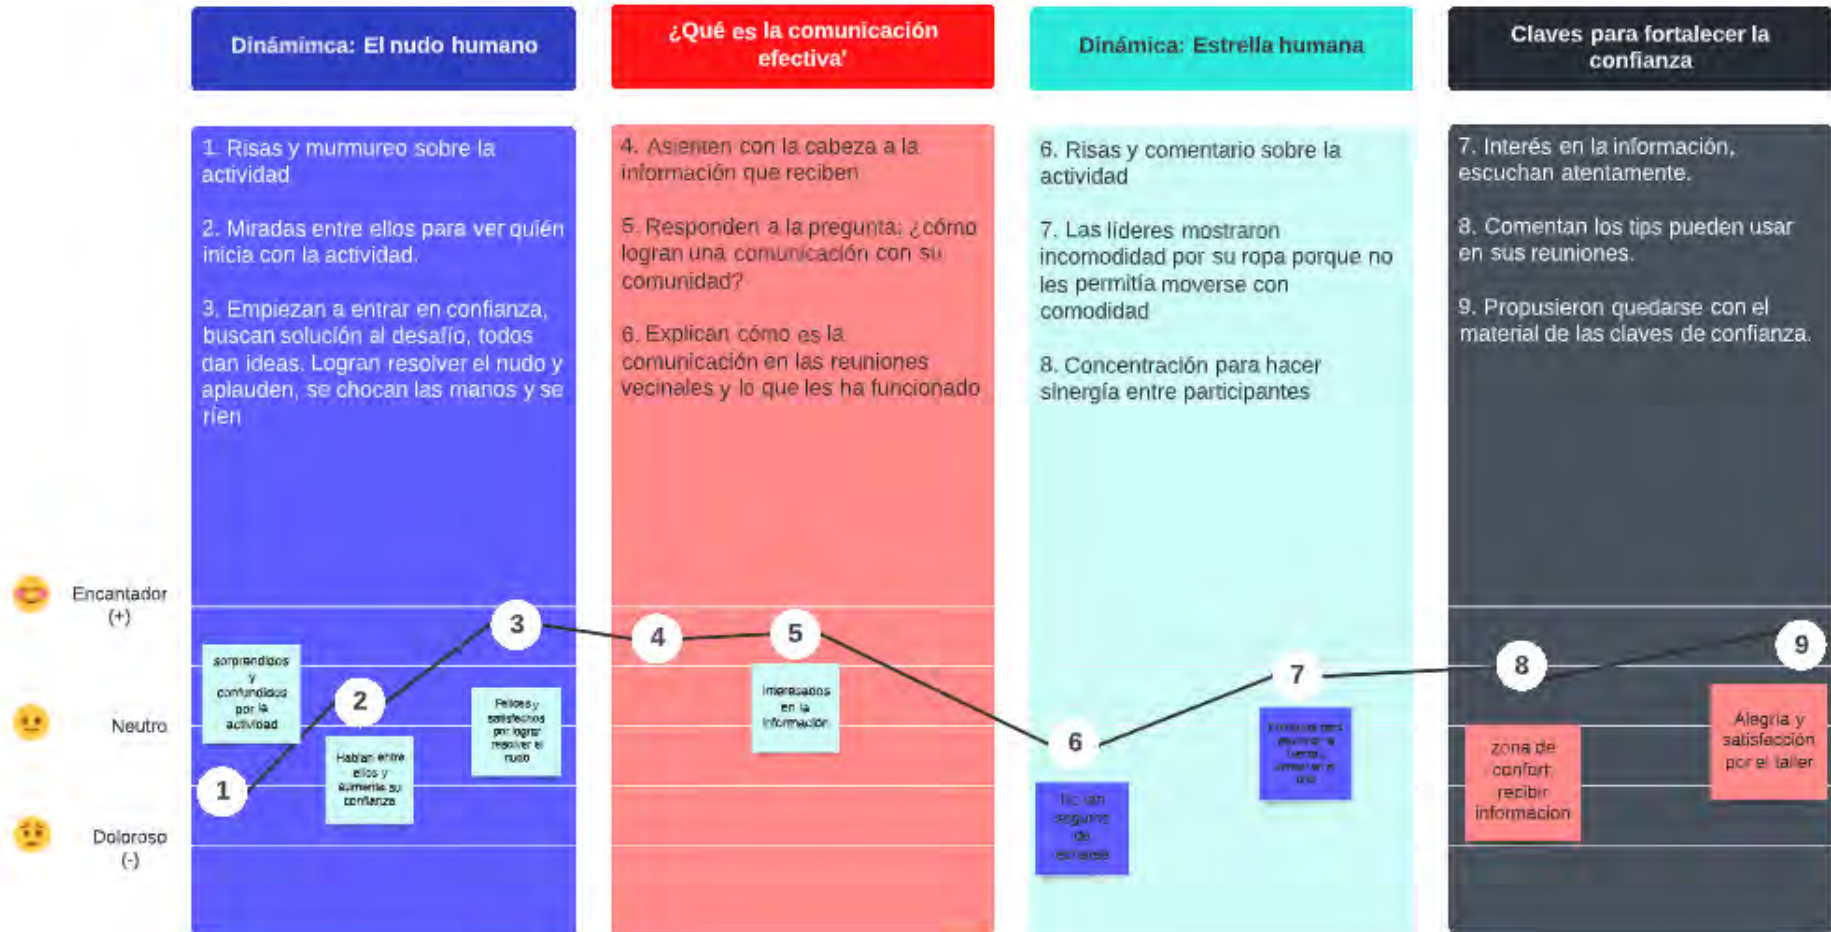 Dinámimca: El nudo humano
¿Qué es la comunicación
efectiva'
Dinámica: Estrella humana
Claves para fortalecer la
confianza
1. Risas y murmureo sobre la
actividad
2. Miradas entre ellos para ver quién
inicia con la actividad.
3. Empiezan a entrar en confianza,
buscan solución al desafío, todos
dan ideas. Logran resolver el nudo y
aplauden, se chocan las manos y se
ríen
4. Asienten con la cabeza a la
información que reciben
5. Responden a la pregunta: ¿cómo
logran una comunicación con su
comunidad?
6. Explican cómo es la
comunicación en las reuniones
vecinales y lo que les ha funcionado
6. Risas y comentario sobre la
actividad
7. Las líderes mostraron
incomodidad por su ropa porque no
les permitía moverse con
comodidad
8. Concentración para hacer
sinergía entre participantes
7. Interés en la información,
escuchan atentamente.
8. Comentan los tips pueden usar
en sus reuniones.
9. Propusieron quedarse con el
material de las claves de confianza.
Encantador
(+)
Neutro
Doloroso
(-)
1
2
3
4
5
6
7
8
9
sorprendidos
y
confundidos
por la
actividad
Hablan entre
ellos y
aumenta su
confianza
Felices y
satisfechos
por lograr
resolver el
nudo
Interesados
en la
información
seguros
de
zona de
confort:
recibir
informacion
Alegria y
satisfacción
por el taller